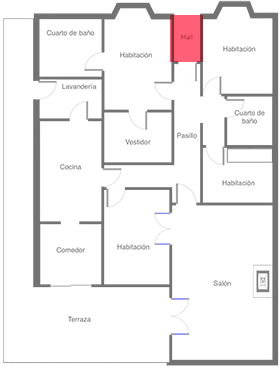 Cuarto de baño
Habitación
Hall
Habitación
Lavandería
Cuarto de
baño
Vestidor
Pasillo
Cocina
Habitación
Comedor
Habitación
Salón
Terraza